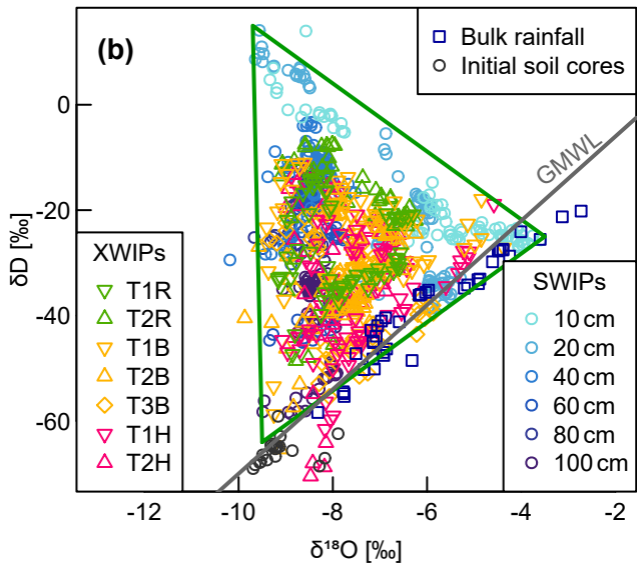 (b)
Bulk rainfall
Initial soil cores
GMWL
δD [‰]
0
-20
-40
-60
XWIPs
T1R
T2R
T1B
T2B
T3B
T1H
T2H
SWIPs
10 cm
20 cm
40 cm
60 cm
80 cm
100 cm
-12
-10
-8
-6
-4
-2
δ¹⁸O [‰]